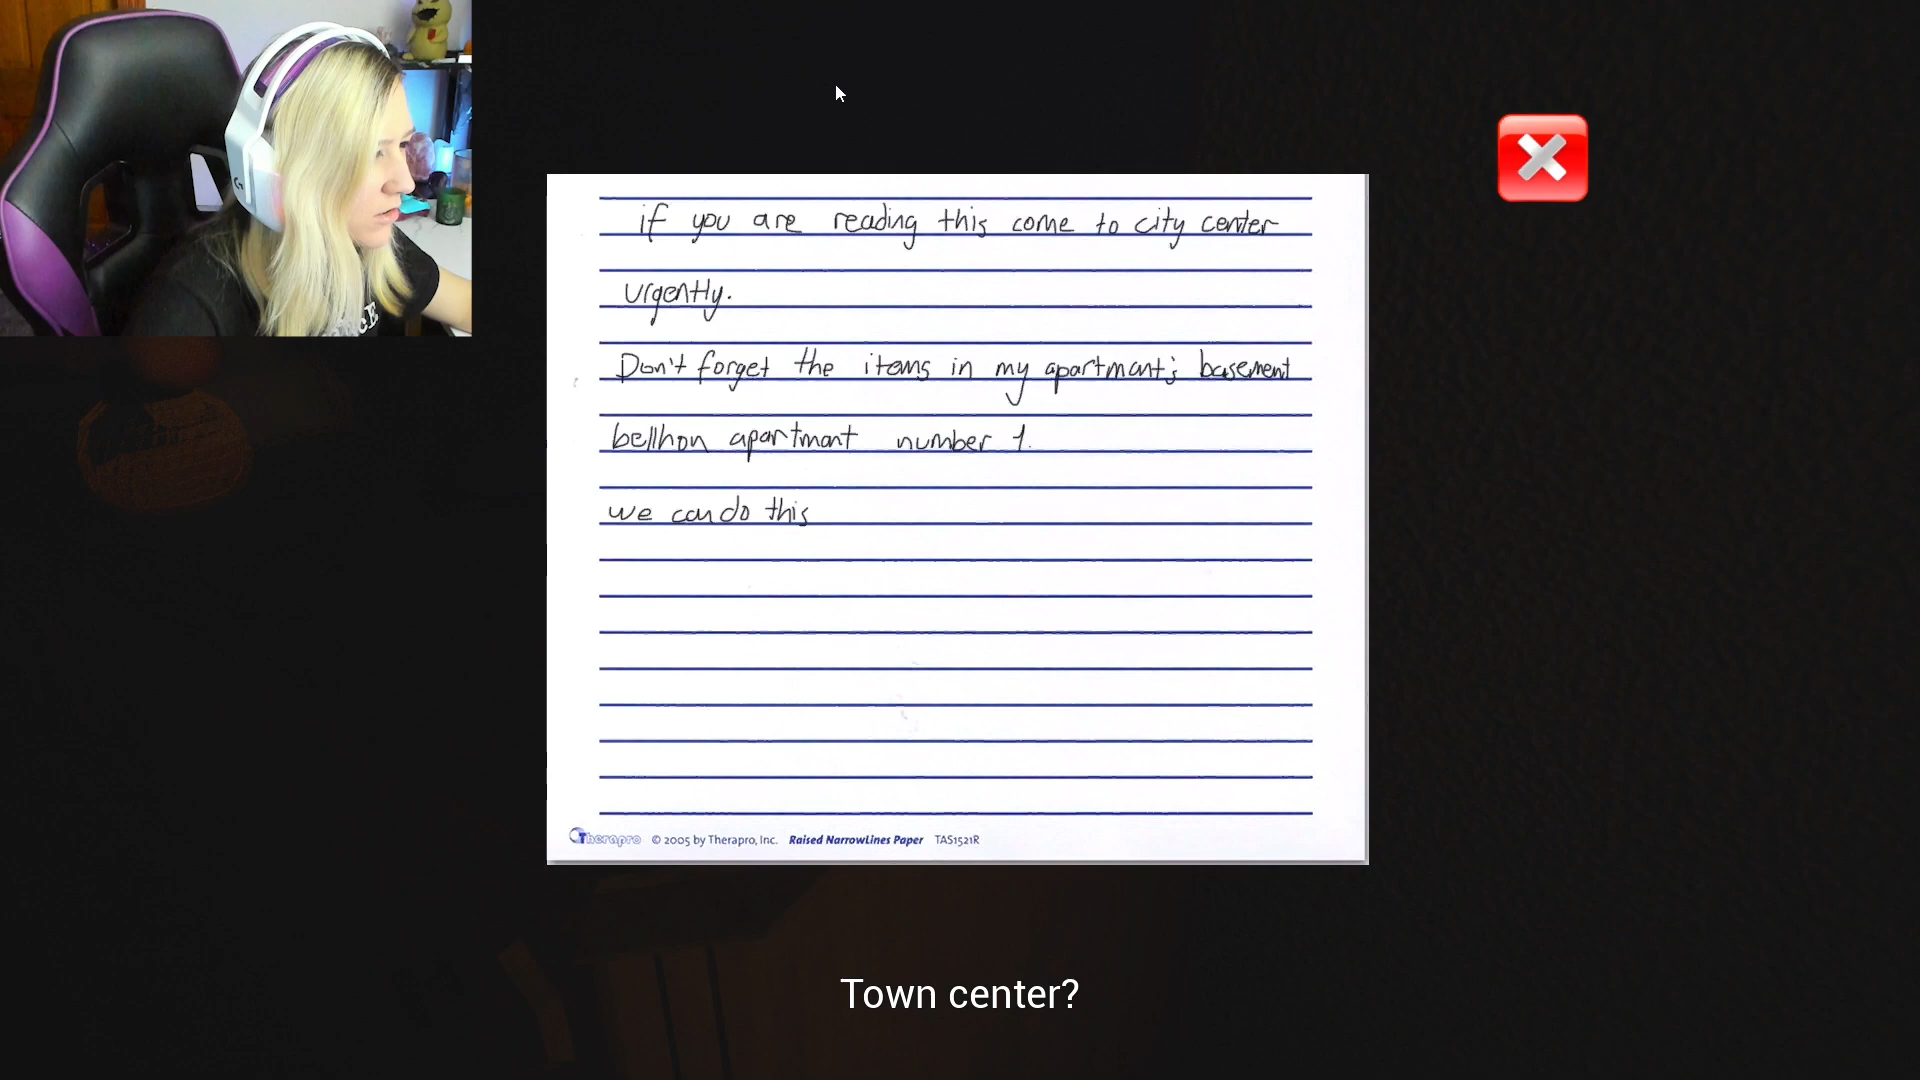 if you are reading this come to city center
urgently.
Don't forget the items in my apartmant's basement
bellhon apartmant number 1.
we can do this
Therapro © 2005 by Therapro, Inc. Raised NarrowLines Paper TAS1521R
Town center?